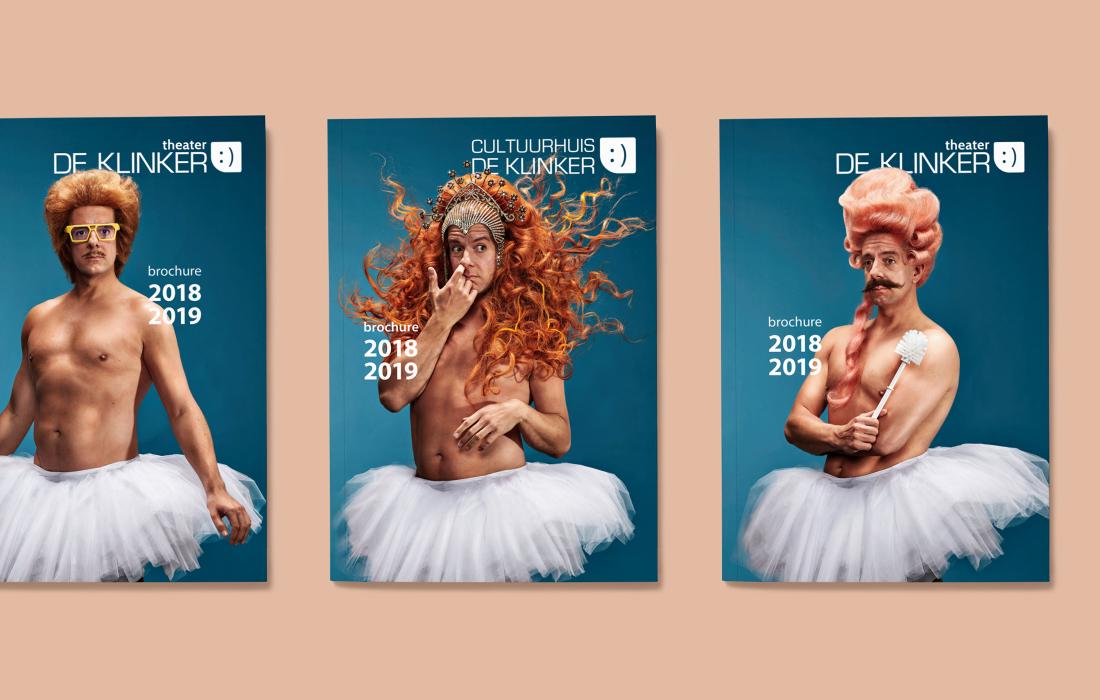 theater
DE KLINKER
:)
brochure
2018
2019
CULTUURHUIS
DE KLINKER
:)
brochure
2018
2019
theater
DE KLINKER
:)
brochure
2018
2019